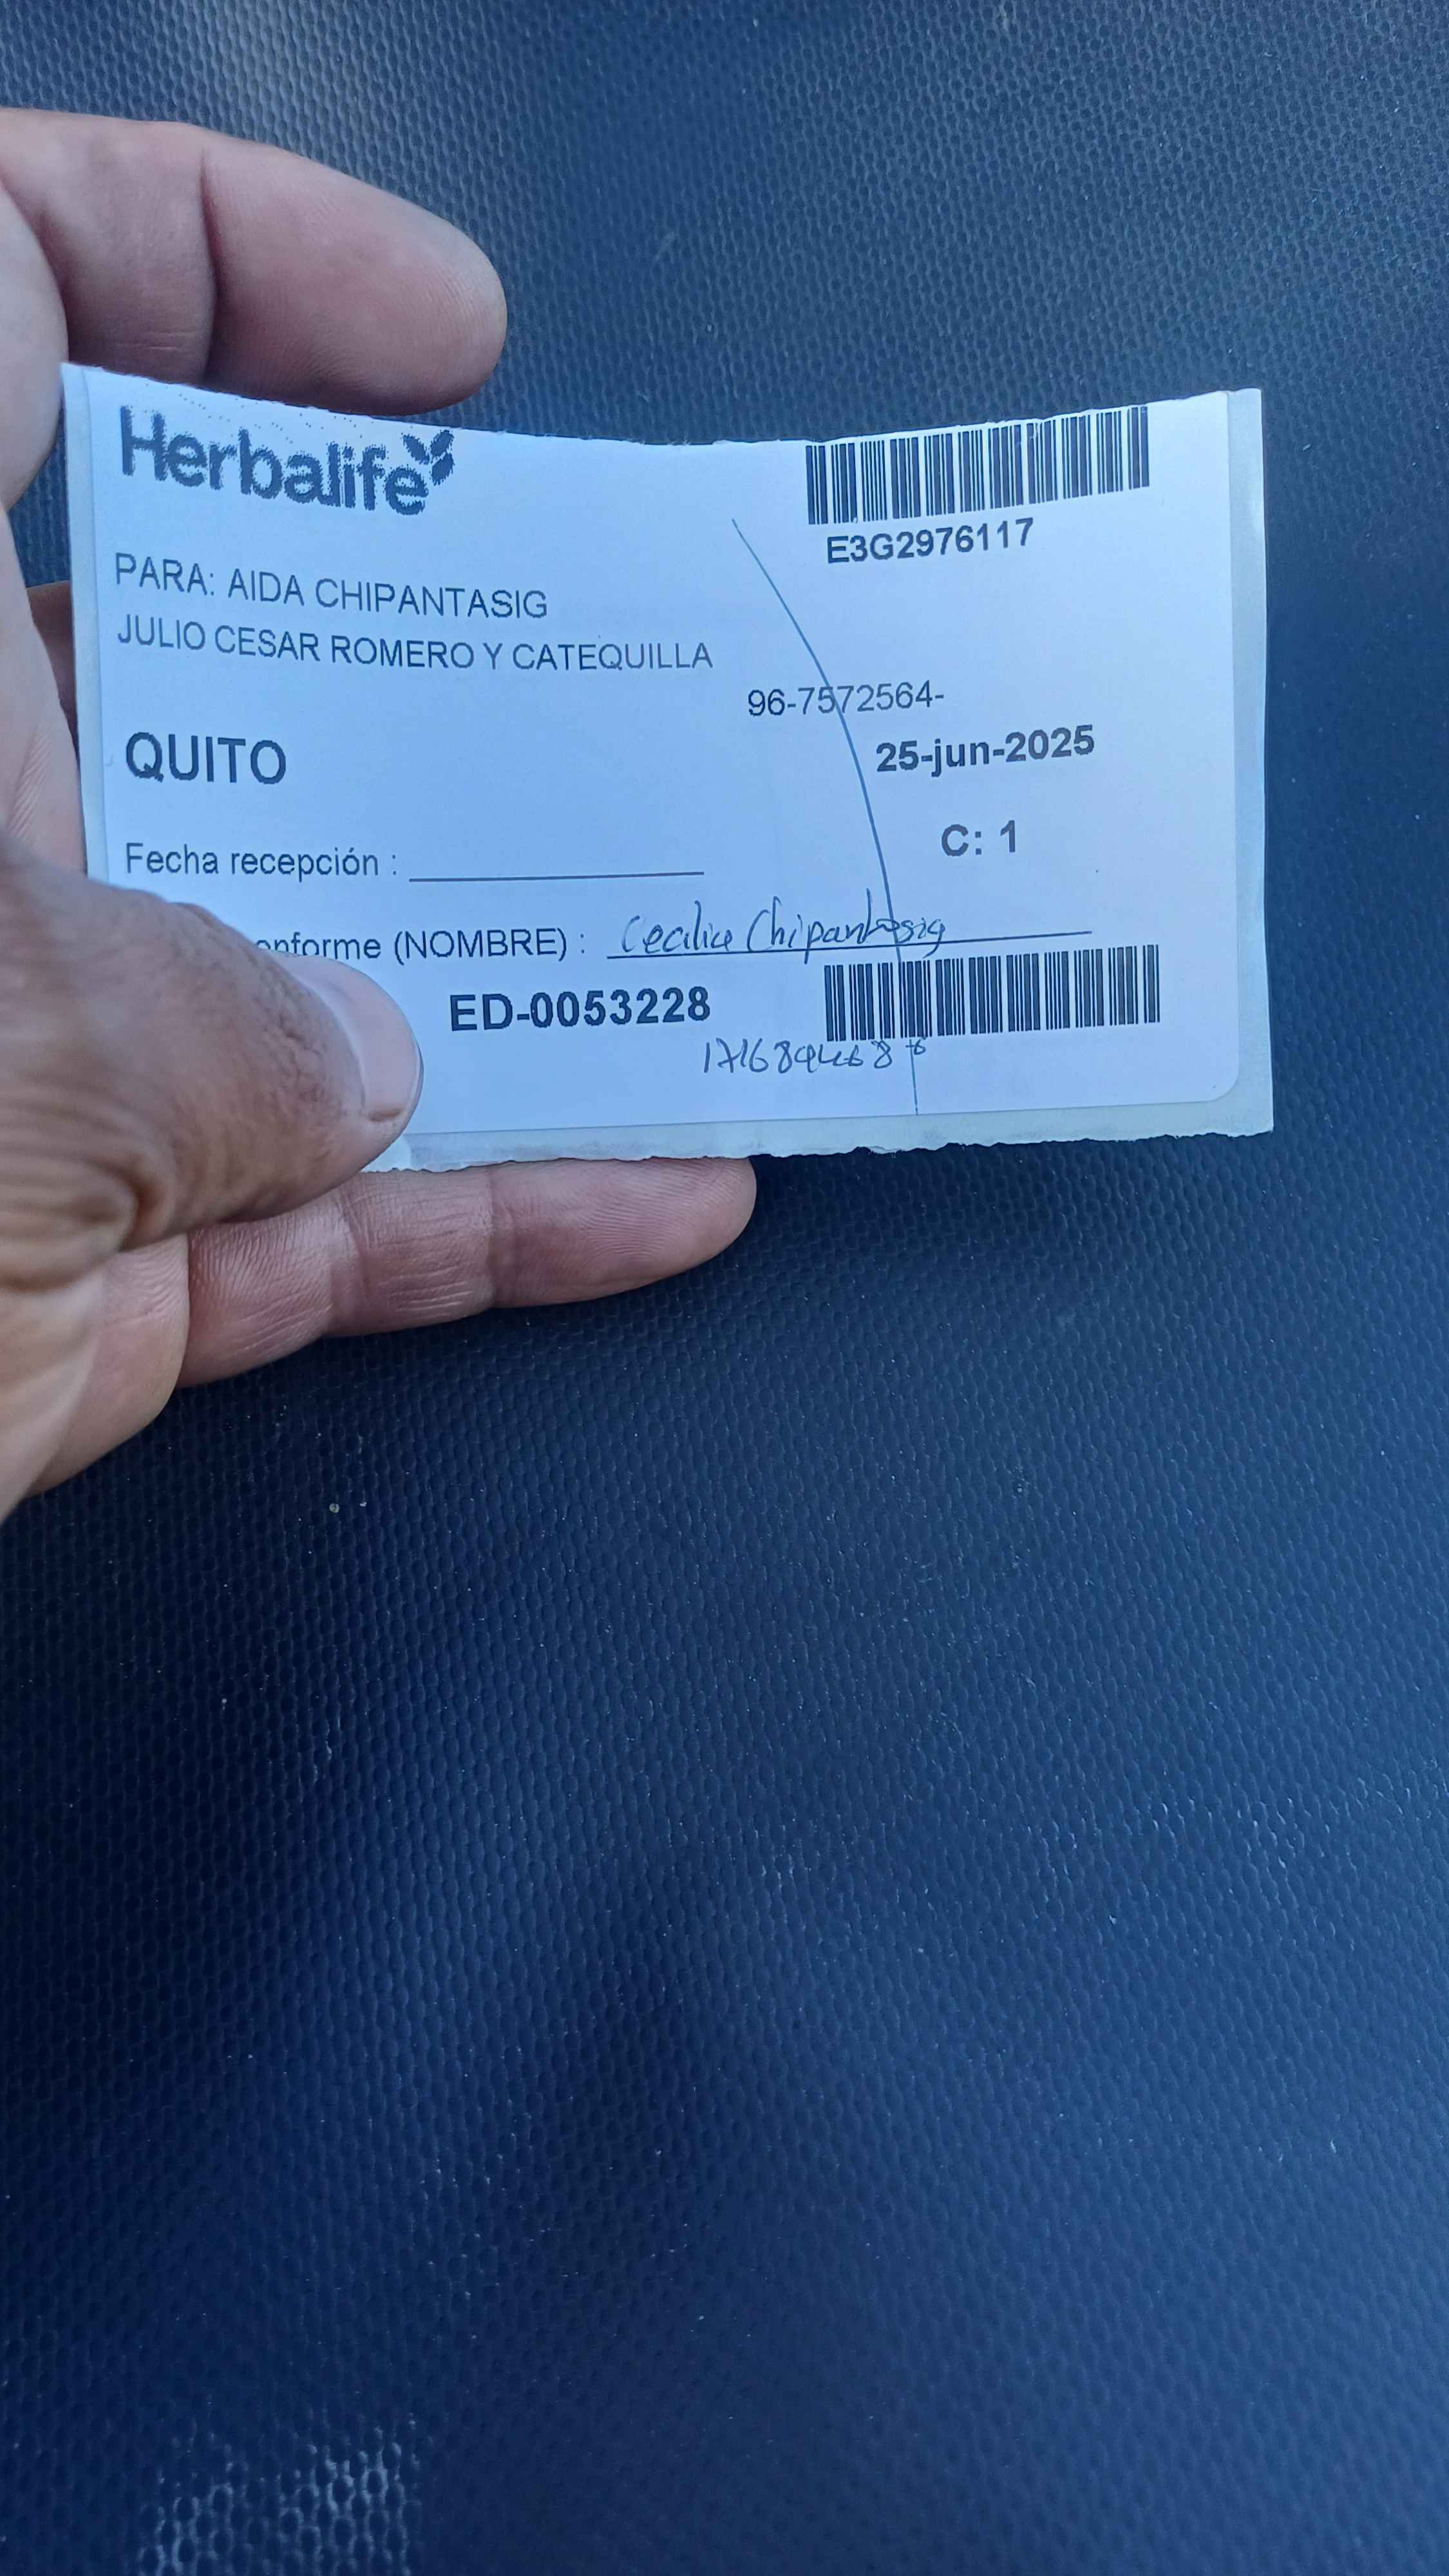 Herbalife
E3G2976117
PARA: AIDA CHIPANTASIG
JULIO CESAR ROMERO Y CATEQUILLA
96-7572564-
QUITO
25-jun-2025
C: 1
Fecha recepción :
(NOMBRE) : Cecilia Chipantasig
ED-0053228